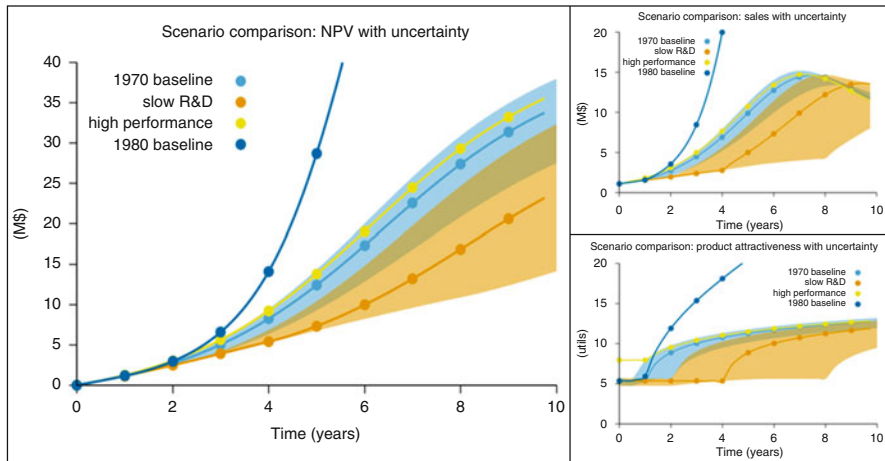 Scenario comparison: NPV with uncertainty
40
35
30
25
20
15
10
5
0
(M$)
1970 baseline
slow R&D
high performance
1980 baseline
0 2 4 6 8 10
Time (years)
Scenario comparison: sales with uncertainty
20
15
10
5
0
(M$)
1970 baseline
slow R&D
high performance
1980 baseline
0 2 4 6 8 10
Time (years)
Scenario comparison: product attractiveness with uncertainty
20
15
10
5
0
(utils)
1970 baseline
slow R&D
high performance
1980 baseline
0 2 4 6 8 10
Time (years)